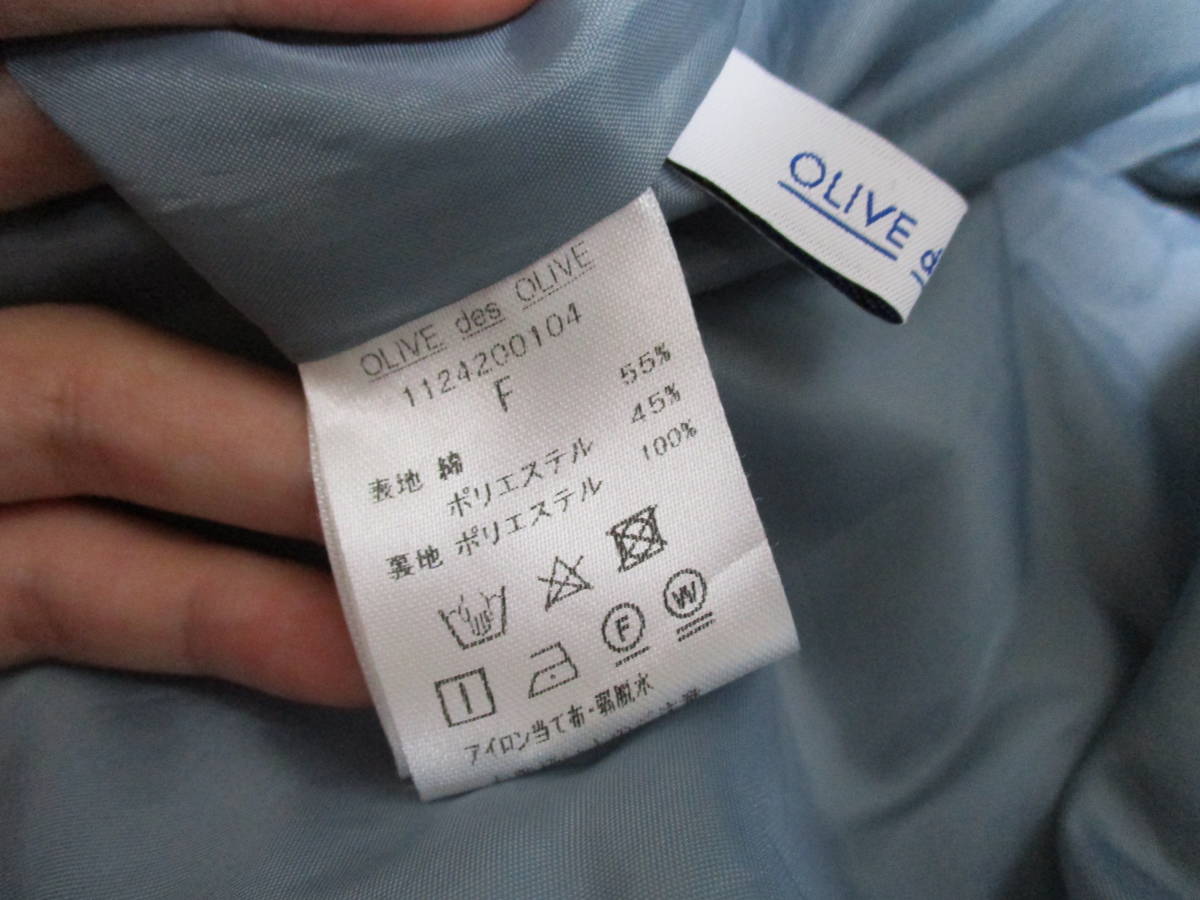 OLIVE
OLIVE des OLIVE
1124200104
F
表地 綿 55%
ポリエステル 45%
裏地 ポリエステル 100%
F W
アイロン当て布・弱脱水